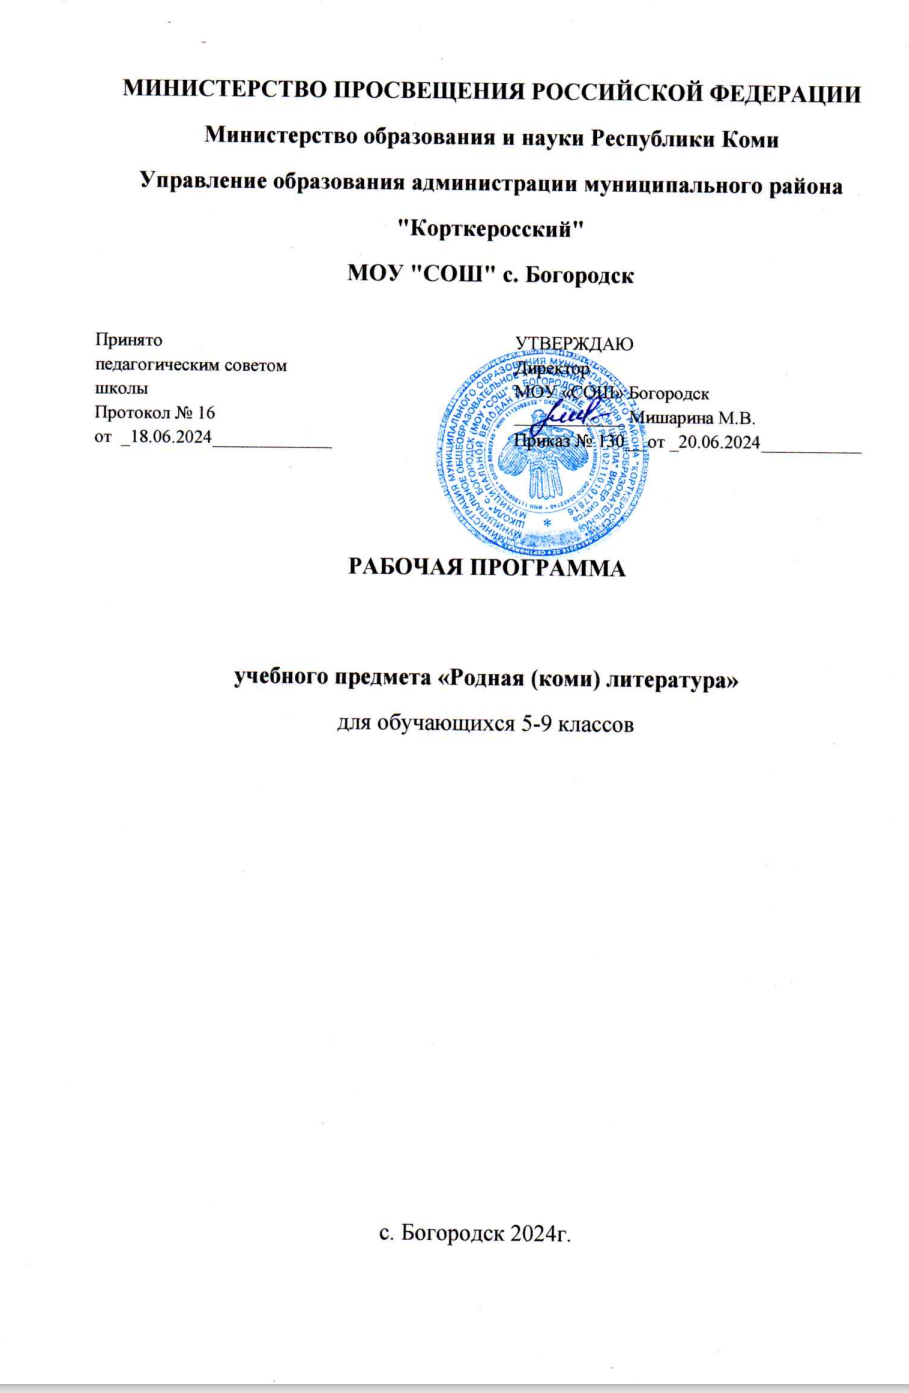 МИНИСТЕРСТВО ПРОСВЕЩЕНИЯ РОССИЙСКОЙ ФЕДЕРАЦИИ
Министерство образования и науки Республики Коми
Управление образования администрации муниципального района
"Корткеросский"
МОУ "СОШ" с. Богородск
Принято
педагогическим советом
школы
Протокол № 16
от _18.06.2024_____________
УТВЕРЖДАЮ
Директор
МОУ «СОШ» Богородск
____________ Мишарина М.В.
Приказ № 130 от _20.06.2024___________
РАБОЧАЯ ПРОГРАММА
учебного предмета «Родная (коми) литература»
для обучающихся 5-9 классов
с. Богородск 2024г.